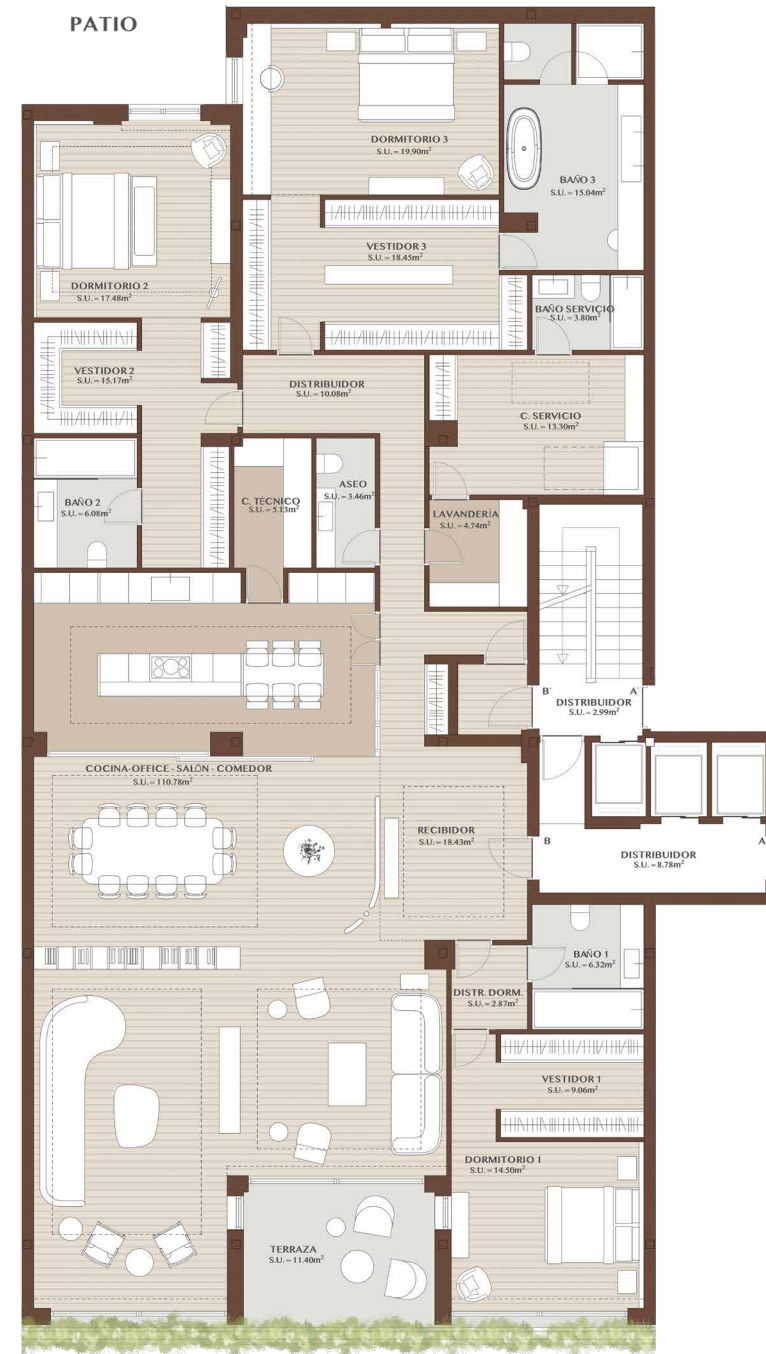 PATIO
DORMITORIO 3
S.U. = 19.90m²
BAÑO 3
S.U. = 15.04m²
VESTIDOR 3
S.U. = 18.45m²
DORMITORIO 2
S.U. = 17.48m²
BAÑO SERVICIO
S.U. = 3.80m²
VESTIDOR 2
S.U. = 15.17m²
DISTRIBUIDOR
S.U. = 10.08m²
C. SERVICIO
S.U. = 13.30m²
BAÑO 2
S.U. = 6.08m²
C. TÉCNICO
S.U. = 5.13m²
ASEO
S.U. = 3.46m²
LAVANDERÍA
S.U. = 4.74m²
B'
DISTRIBUIDOR
S.U. = 2.99m²
A'
COCINA-OFFICE - SALÓN - COMEDOR
S.U. = 110.78m²
RECIBIDOR
S.U. = 18.43m²
B
DISTRIBUIDOR
S.U. = 8.78m²
A
BAÑO 1
S.U. = 6.32m²
DISTR. DORM.
S.U. = 2.87m²
VESTIDOR 1
S.U. = 9.06m²
DORMITORIO 1
S.U. = 14.50m²
TERRAZA
S.U. = 11.40m²